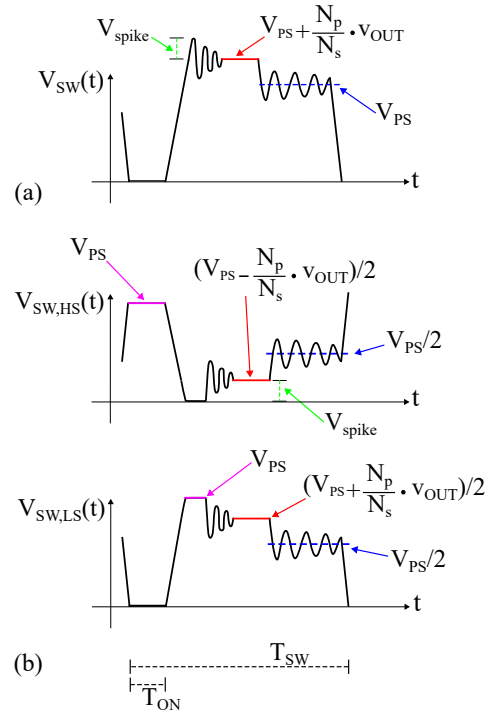 V_spike
V_PS + N_p/N_s · v_OUT
V_SW(t)
V_PS
t
(a)
V_PS
(V_PS − N_p/N_s · v_OUT)/2
V_SW,HS(t)
V_PS/2
t
V_spike
V_PS
(V_PS + N_p/N_s · v_OUT)/2
V_SW,LS(t)
V_PS/2
t
(b)
T_SW
T_ON